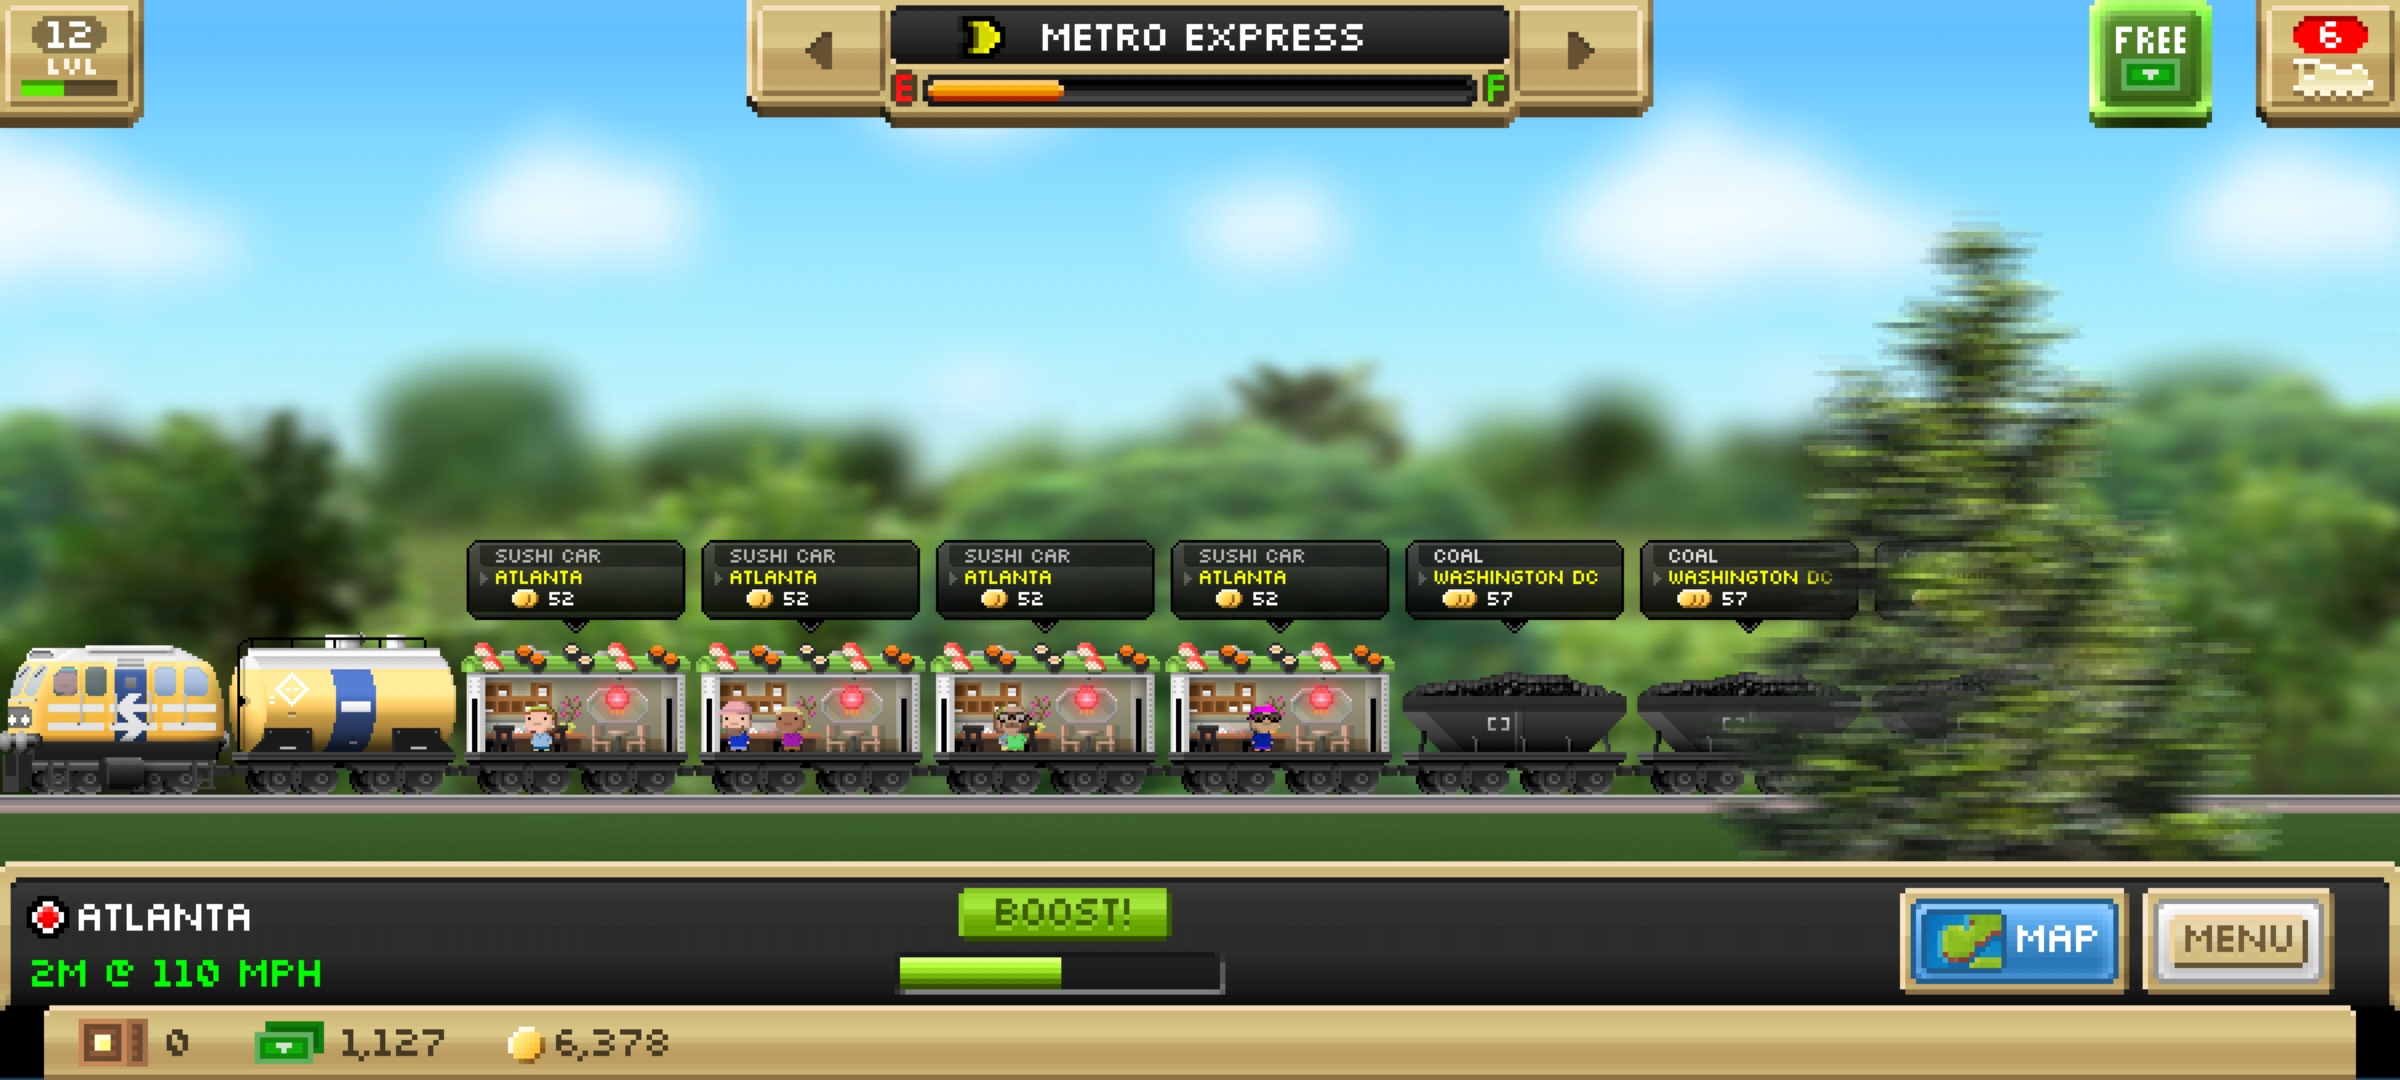 12
LVL
METRO EXPRESS
E
F
FREE
6
SUSHI CAR
ATLANTA
52
SUSHI CAR
ATLANTA
52
SUSHI CAR
ATLANTA
52
SUSHI CAR
ATLANTA
52
COAL
WASHINGTON DC
57
COAL
WASHINGTON DC
57
ATLANTA
2M @ 110 MPH
BOOST!
MAP
MENU
0
1,127
6,378